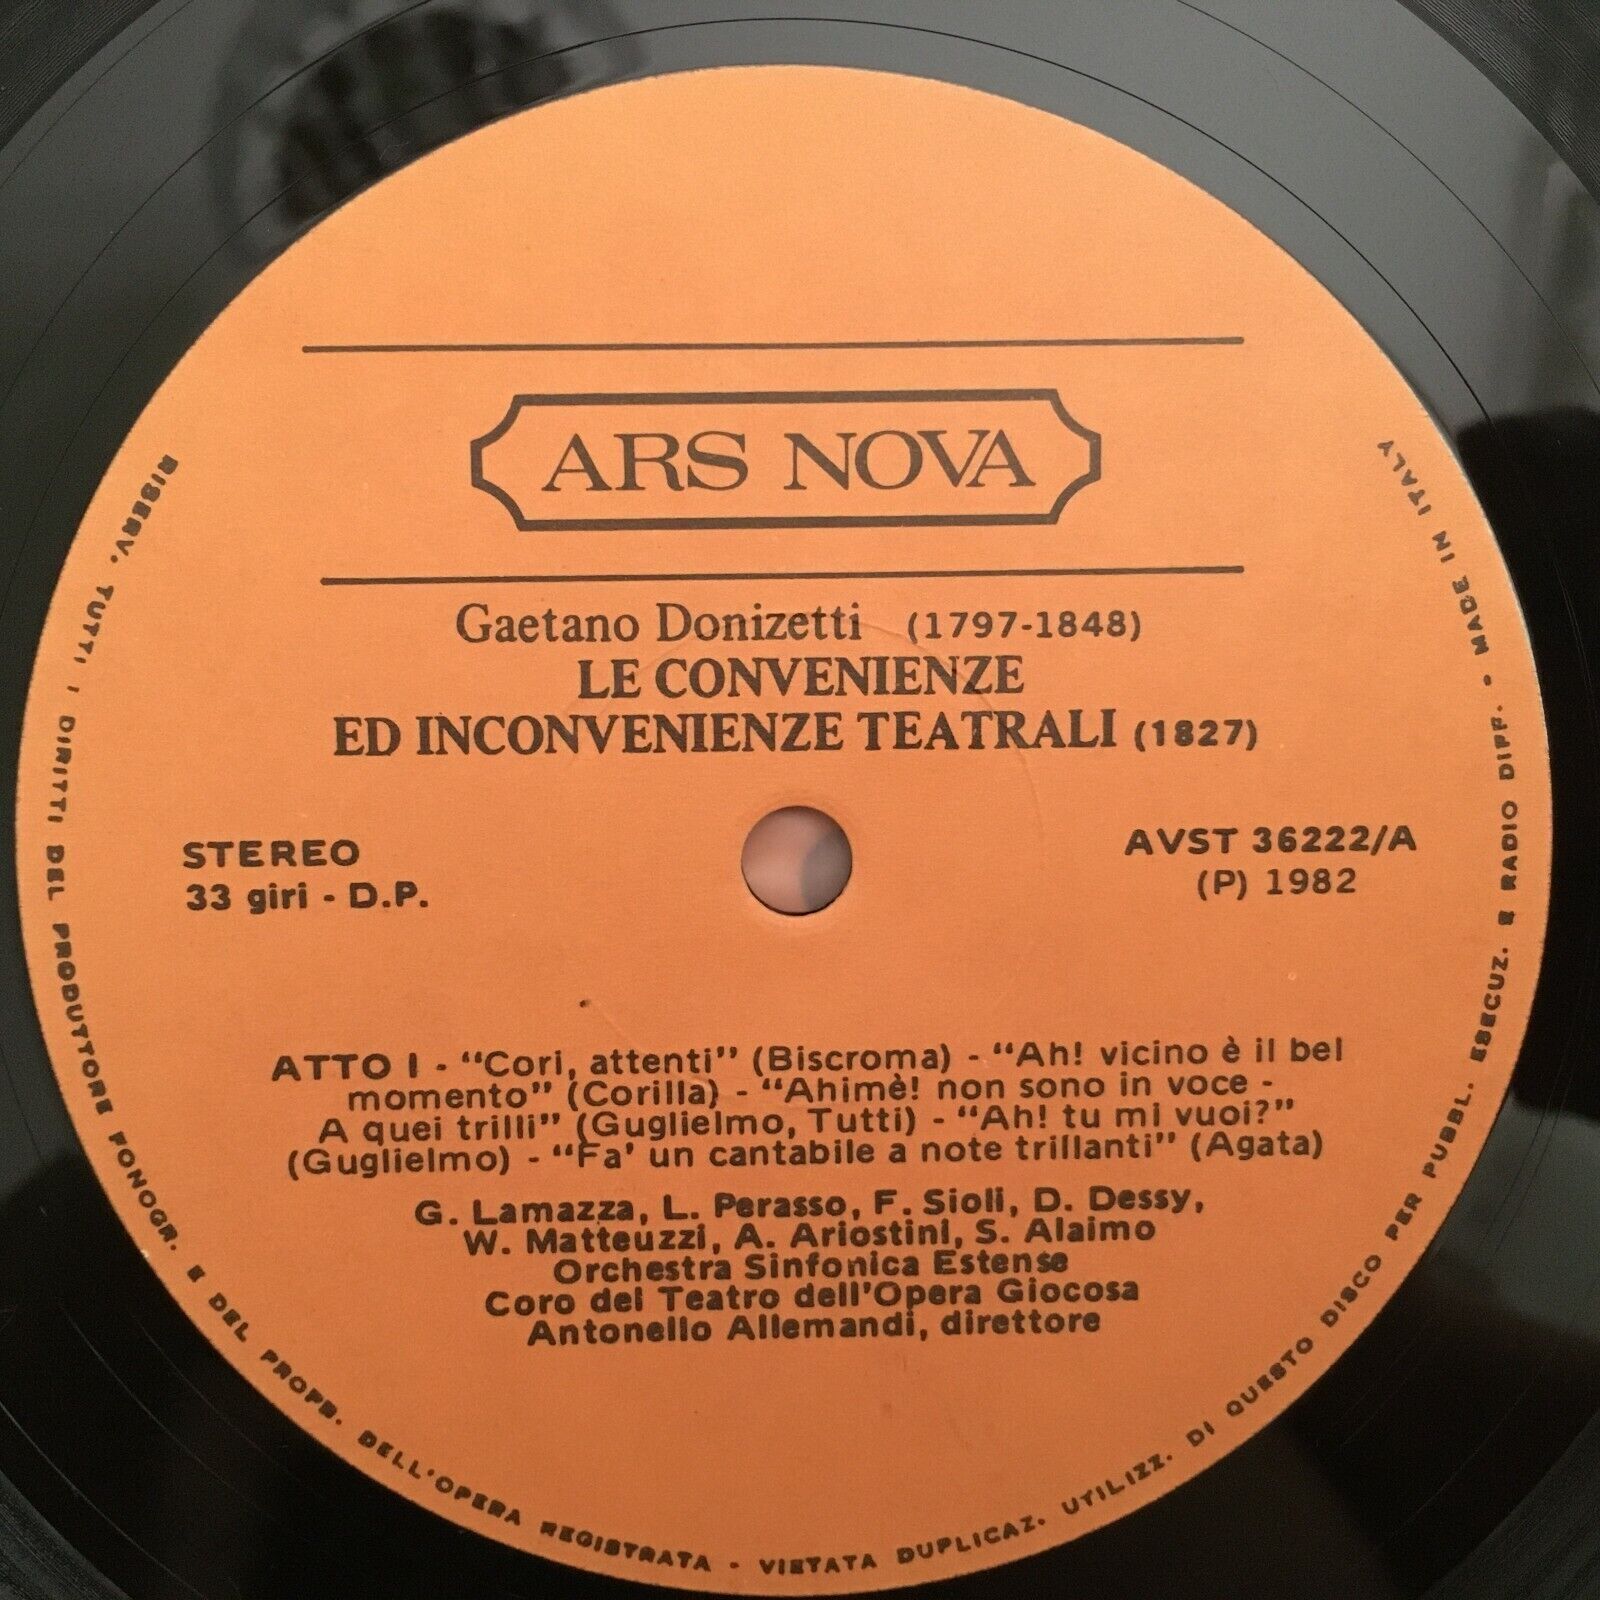 ARS NOVA
Gaetano Donizetti (1797-1848)
LE CONVENIENZE
ED INCONVENIENZE TEATRALI (1827)
STEREO
33 giri - D.P.
AVST 36222/A
(P) 1982
ATTO I - “Cori, attenti” (Biscroma) - “Ah! vicino è il bel
momento” (Corilla) - “Ahimè! non sono in voce -
A quei trilli” (Guglielmo, Tutti) - “Ah! tu mi vuoi?”
(Guglielmo) - “Fa' un cantabile a note trillanti” (Agata)
G. Lamazza, L. Perasso, F. Sioli, D. Dessy,
W. Matteuzzi, A. Ariostini, S. Alaimo
Orchestra Sinfonica Estense
Coro del Teatro dell'Opera Giocosa
Antonello Allemandi, direttore
RISERV. TUTTI I DIRITTI DEL PRODUTTORE FONOGR. E DEL PROPR. DELL'OPERA REGISTRATA - VIETATA DUPLICAZ. UTILIZZ. DI QUESTO DISCO PER PUBBL. ESECUZ. E RADIO DIFF. - MADE IN ITALY